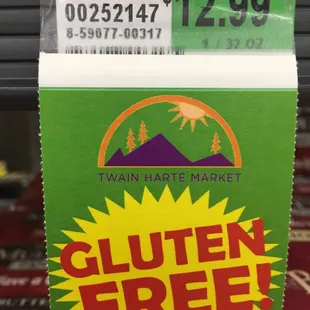 00252147 $12.99
8-59077-00317 1 / 32 OZ
TWAIN HARTE MARKET
GLUTEN
FREE!